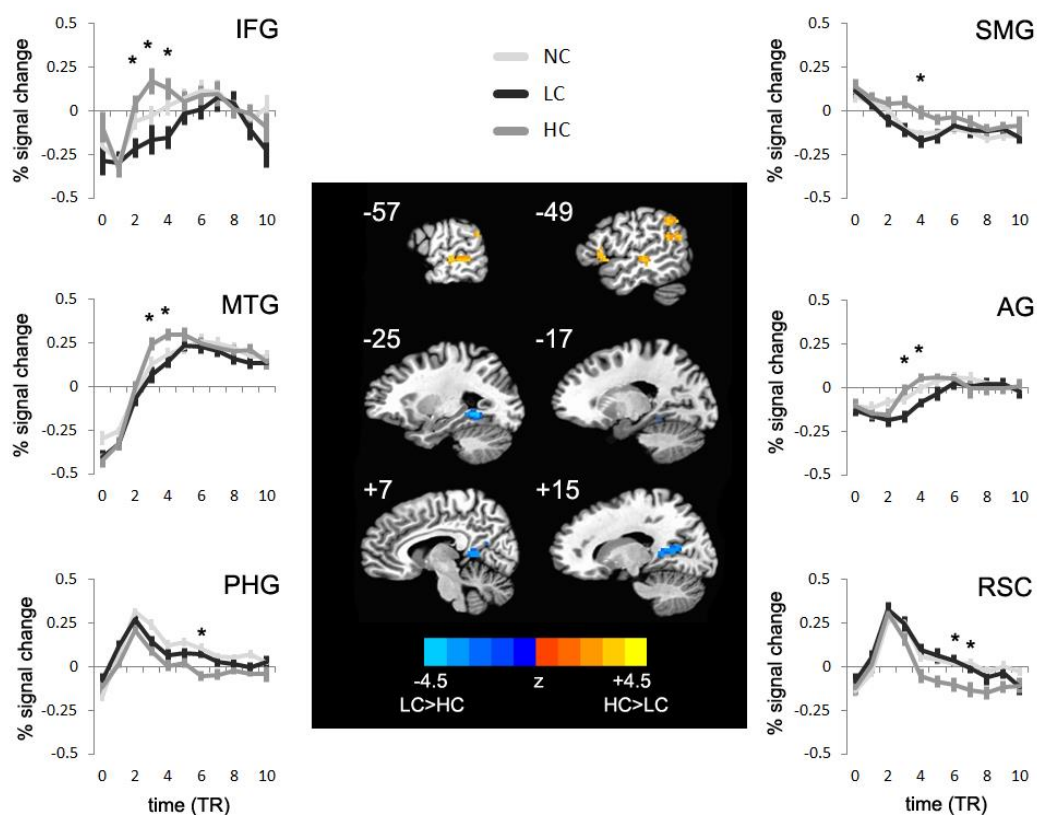 IFG
% signal change
0.5
0.25
0
-0.25
-0.5
* * *
0 2 4 6 8 10
NC
LC
HC
SMG
% signal change
0.5
0.25
0
-0.25
-0.5
*
0 2 4 6 8 10
MTG
% signal change
0.5
0.25
0
-0.25
-0.5
* *
0 2 4 6 8 10
-57 -49
-25 -17
+7 +15
-4.5 z +4.5
LC>HC HC>LC
AG
% signal change
0.5
0.25
0
-0.25
-0.5
* *
0 2 4 6 8 10
PHG
% signal change
0.5
0.25
0
-0.25
-0.5
*
0 2 4 6 8 10
time (TR)
RSC
% signal change
0.5
0.25
0
-0.25
-0.5
* *
0 2 4 6 8 10
time (TR)